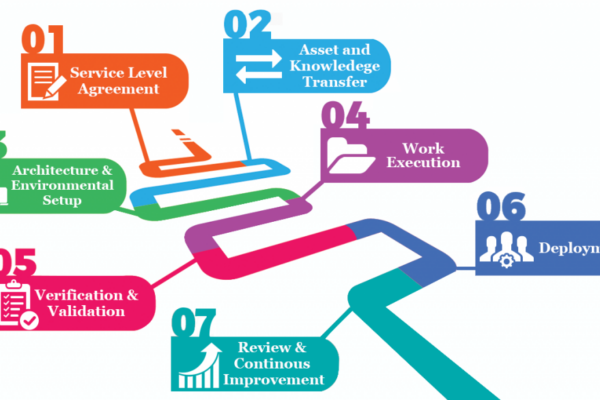 01
Service Level
Agreement
02
Asset and
Knowledege
Transfer
3
Architecture &
Environmental
Setup
04
Work
Execution
05
Verification &
Validation
06
Deploym
07
Review &
Continous
Improvement